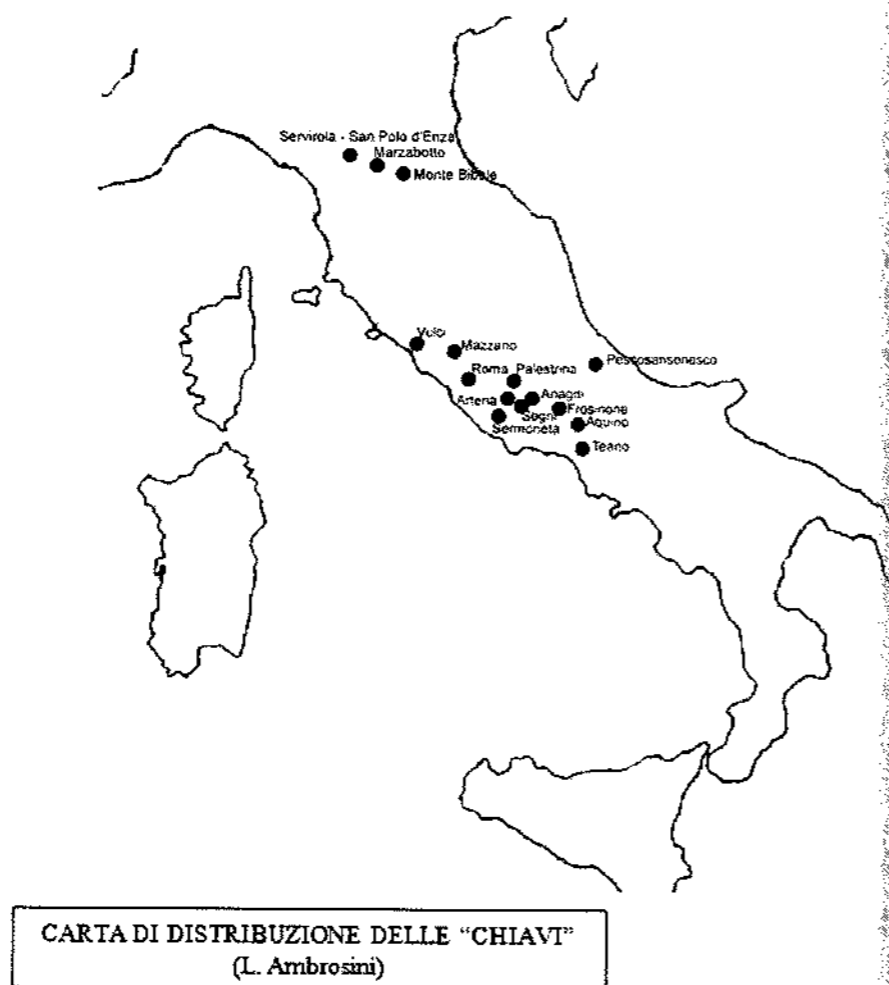 Servirola - San Polo d'Enza
Marzabotto
Monte Bibele
Vulci
Mazzano
Pescosansonesco
Roma
Palestrina
Artena
Anagni
Segni
Frosinone
Sermoneta
Aquino
Teano
CARTA DI DISTRIBUZIONE DELLE “CHIAVI”
(L. Ambrosini)